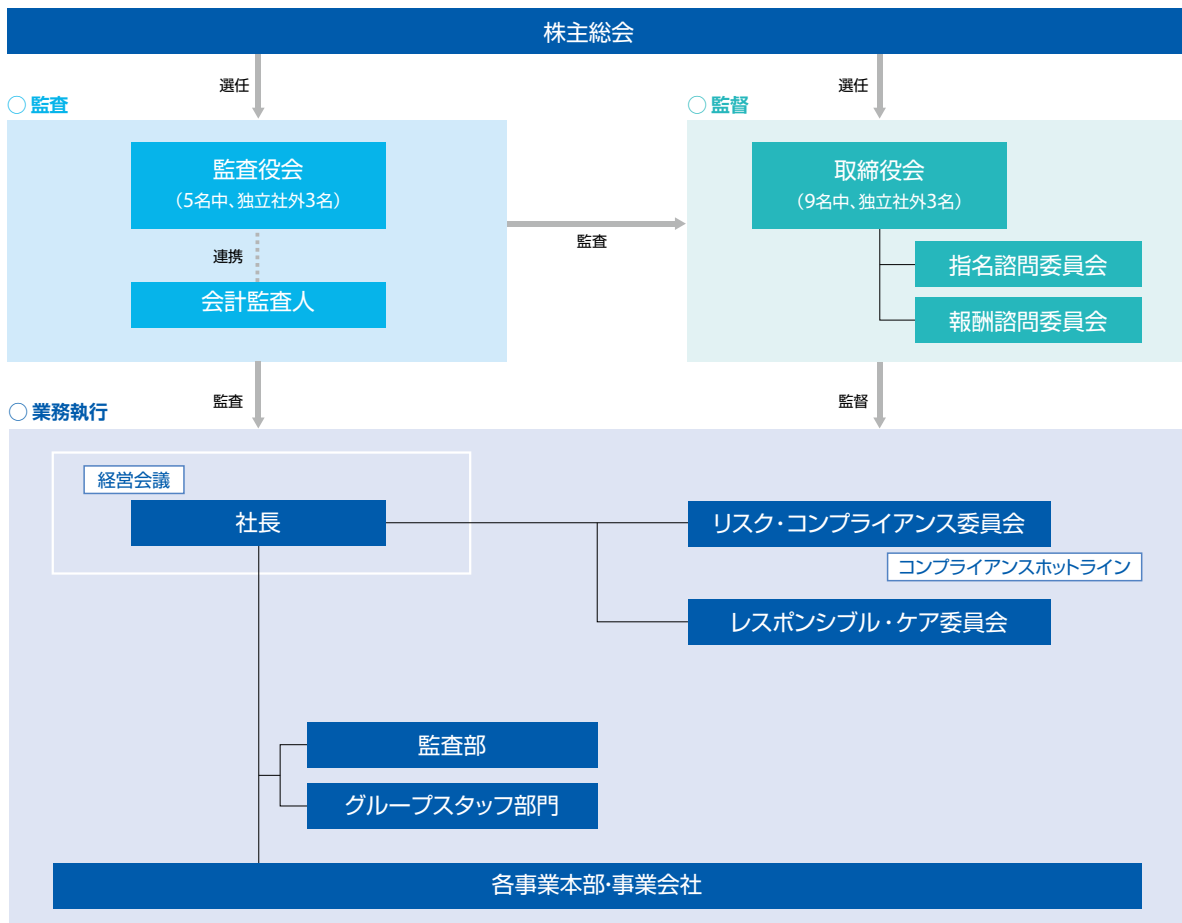 株主総会
選任
選任
監査
監督
監査役会
（5名中、独立社外3名）
取締役会
（9名中、独立社外3名）
監査
連携
指名諮問委員会
会計監査人
報酬諮問委員会
監査
監督
業務執行
経営会議
社長
リスク・コンプライアンス委員会
コンプライアンスホットライン
レスポンシブル・ケア委員会
監査部
グループスタッフ部門
各事業本部・事業会社